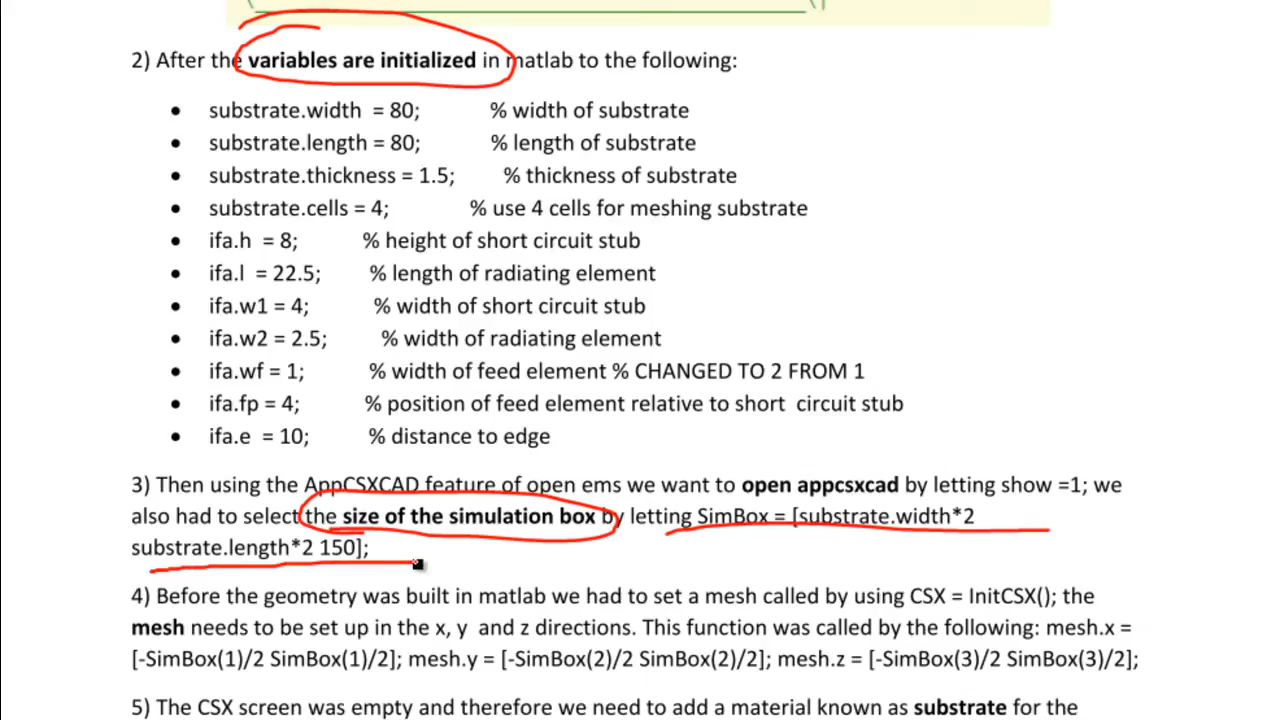 2) After the variables are initialized in matlab to the following:
• substrate.width = 80; % width of substrate
• substrate.length = 80; % length of substrate
• substrate.thickness = 1.5; % thickness of substrate
• substrate.cells = 4; % use 4 cells for meshing substrate
• ifa.h = 8; % height of short circuit stub
• ifa.l = 22.5; % length of radiating element
• ifa.w1 = 4; % width of short circuit stub
• ifa.w2 = 2.5; % width of radiating element
• ifa.wf = 1; % width of feed element % CHANGED TO 2 FROM 1
• ifa.fp = 4; % position of feed element relative to short circuit stub
• ifa.e = 10; % distance to edge
3) Then using the AppCSXCAD feature of open ems we want to open appcsxcad by letting show =1; we
also had to select the size of the simulation box by letting SimBox = [substrate.width*2
substrate.length*2 150];
4) Before the geometry was built in matlab we had to set a mesh called by using CSX = InitCSX(); the
mesh needs to be set up in the x, y and z directions. This function was called by the following: mesh.x =
[-SimBox(1)/2 SimBox(1)/2]; mesh.y = [-SimBox(2)/2 SimBox(2)/2]; mesh.z = [-SimBox(3)/2 SimBox(3)/2];
5) The CSX screen was empty and therefore we need to add a material known as substrate for the